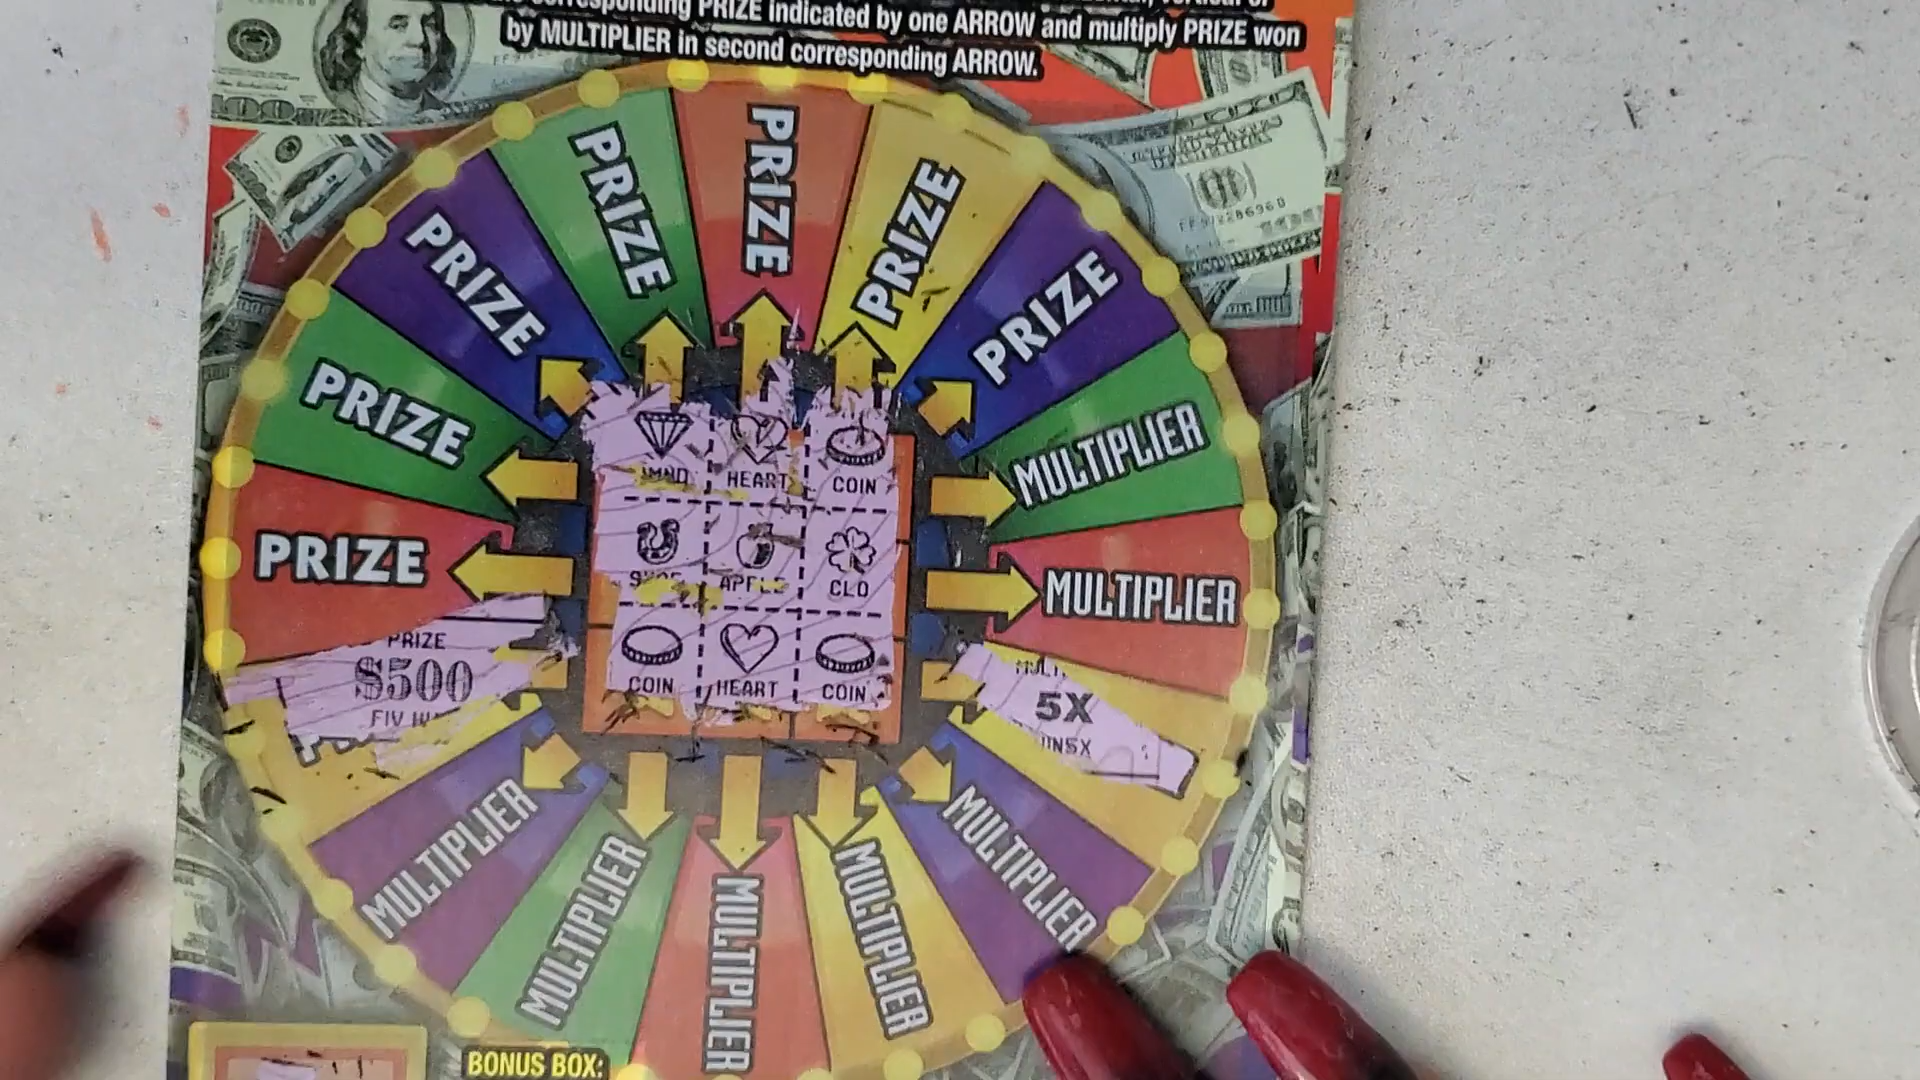 corresponding PRIZE indicated by one ARROW and multiply PRIZE won
by MULTIPLIER in second corresponding ARROW.
PRIZE
PRIZE
PRIZE
PRIZE
PRIZE
PRIZE
PRIZE
MULTIPLIER
MULTIPLIER
HEART
COIN
APPLE
CLO
COIN
HEART
COIN
PRIZE
$500
5X
MULTIPLIER
MULTIPLIER
MULTIPLIER
MULTIPLIER
MULTIPLIER
BONUS BOX: